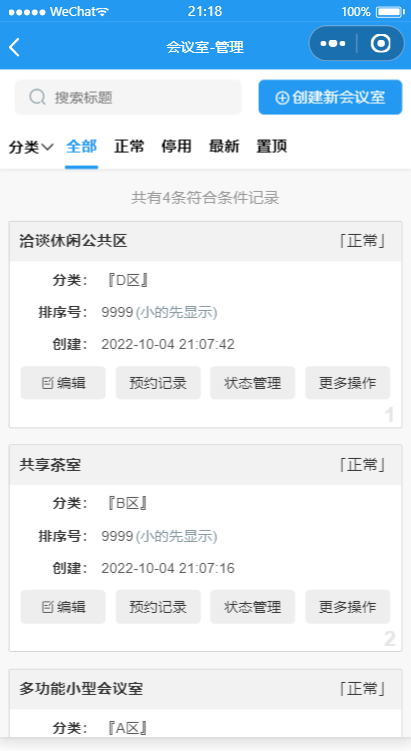 WeChat 21:18 100%
会议室-管理
搜索标题 创建新会议室
分类 全部 正常 停用 最新 置顶
共有4条符合条件记录
洽谈休闲公共区 「正常」
分类: 『D区』
排序号: 9999 (小的先显示)
创建: 2022-10-04 21:07:42
编辑 预约记录 状态管理 更多操作
1
共享茶室 「正常」
分类: 『B区』
排序号: 9999 (小的先显示)
创建: 2022-10-04 21:07:16
编辑 预约记录 状态管理 更多操作
2
多功能小型会议室 「正常」
分类: 『A区』